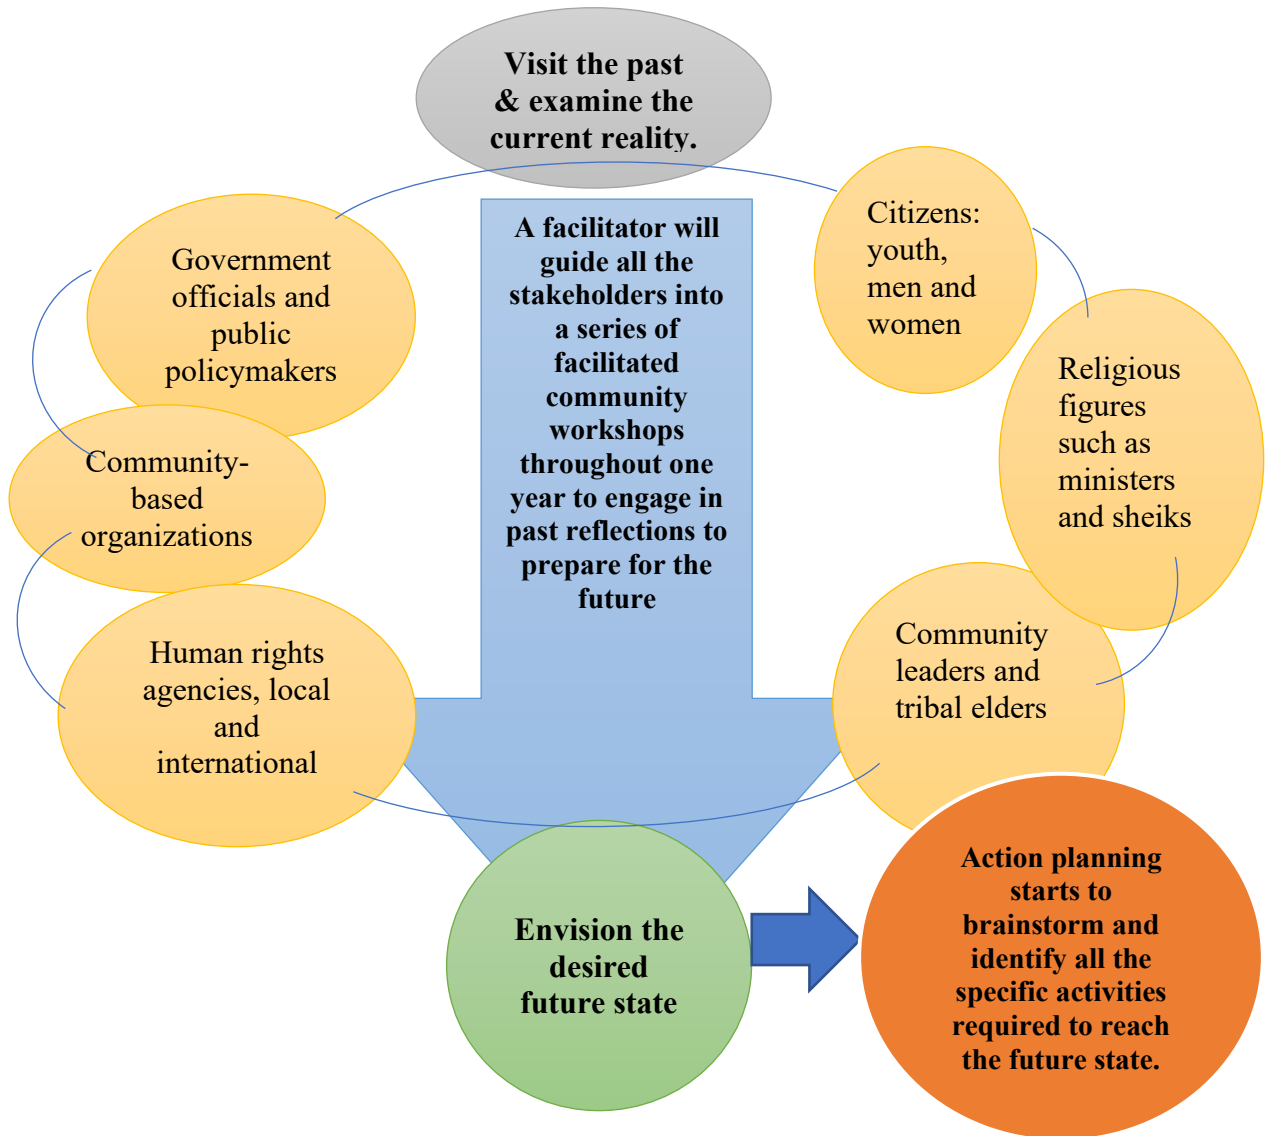 Visit the past
& examine the
current reality.
A facilitator will
guide all the
stakeholders into
a series of
facilitated
community
workshops
throughout one
year to engage in
past reflections to
prepare for the
future
Government
officials and
public
policymakers
Community-
based
organizations
Human rights
agencies, local
and
international
Citizens:
youth,
men and
women
Religious
figures
such as
ministers
and sheiks
Community
leaders and
tribal elders
Envision the
desired
future state
Action planning
starts to
brainstorm and
identify all the
specific activities
required to reach
the future state.